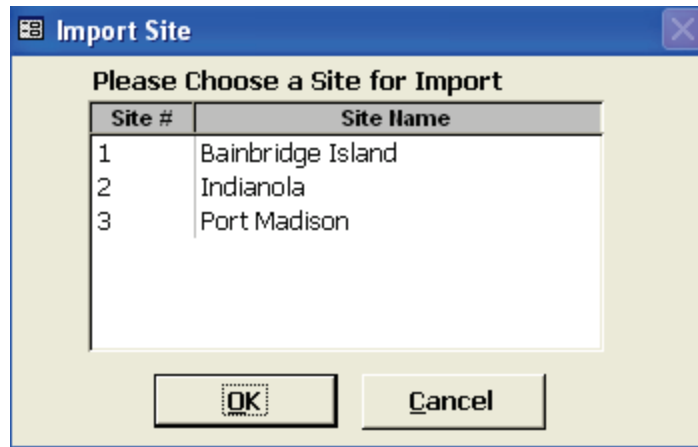 Import Site
Please Choose a Site for Import
Site # Site Name
1 Bainbridge Island
2 Indianola
3 Port Madison
OK Cancel